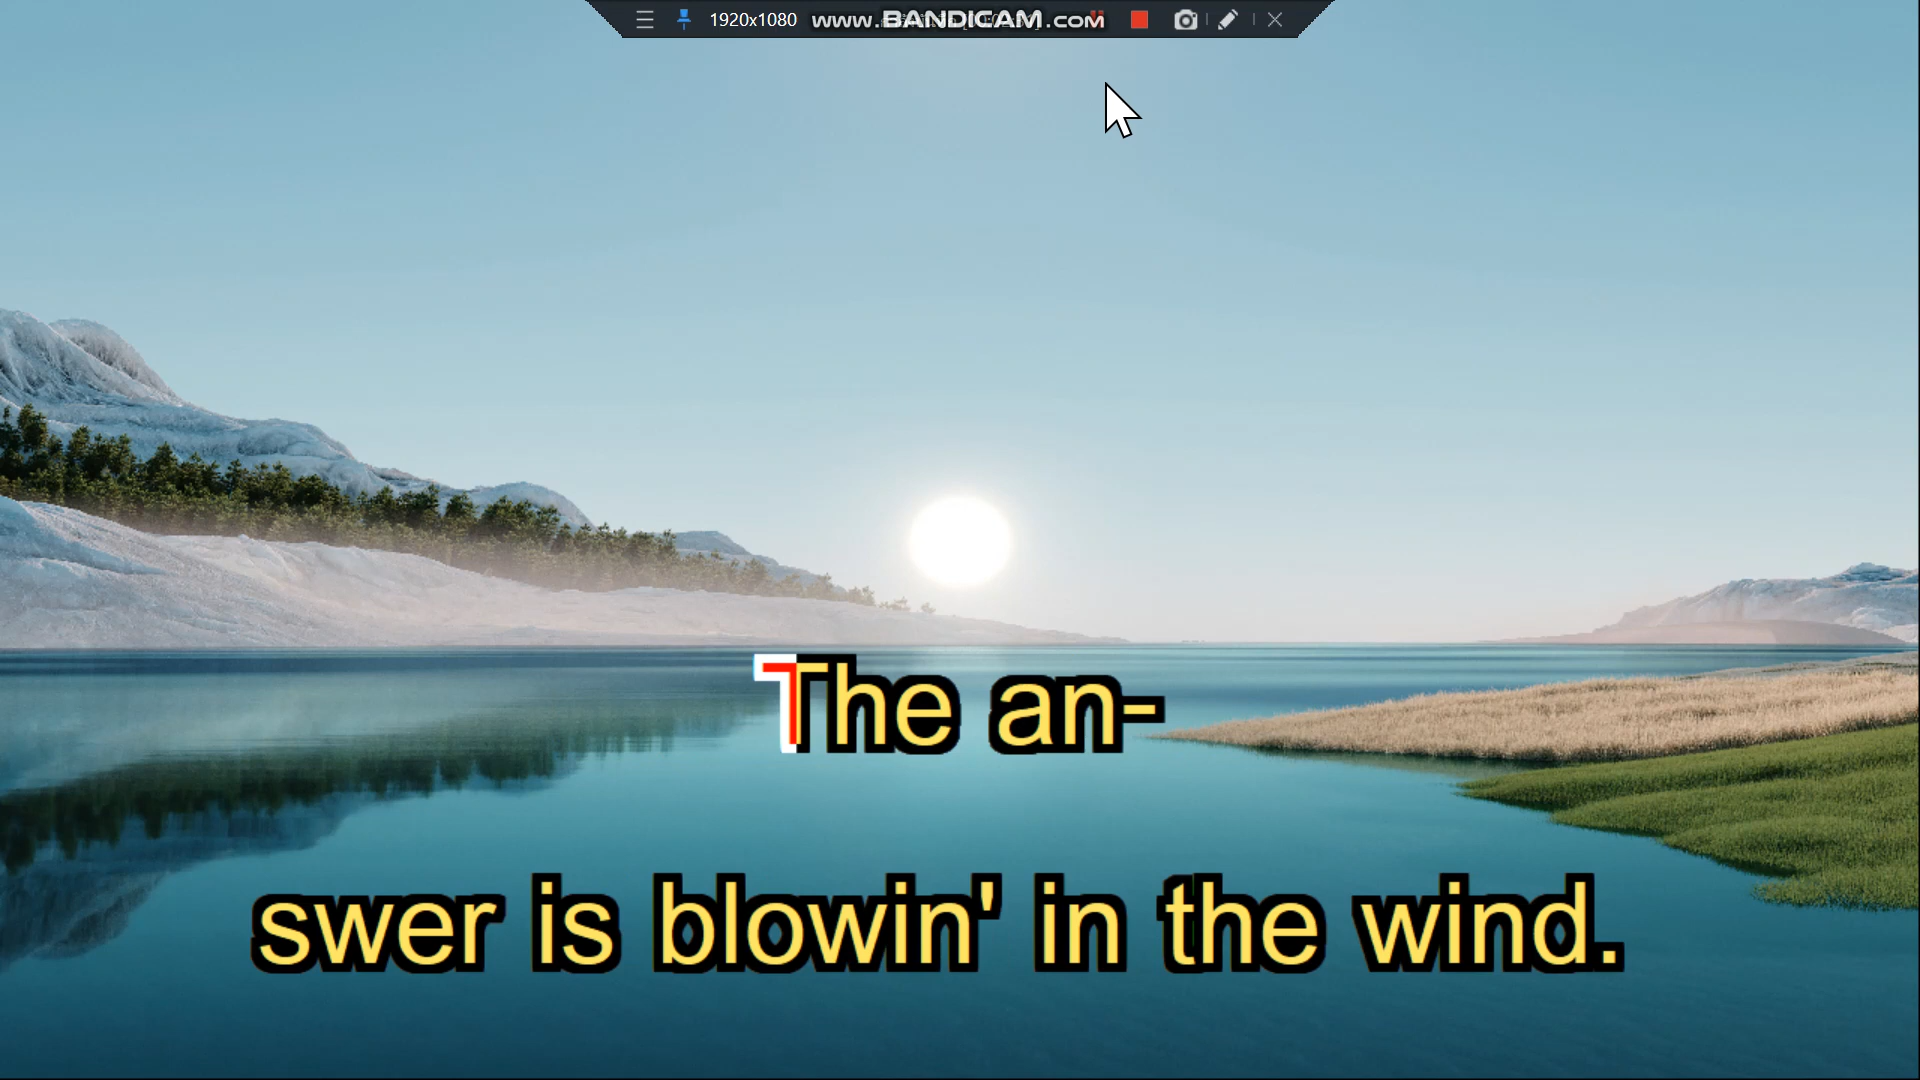 1920x1080 www.BANDICAM.com
The an-
swer is blowin' in the wind.